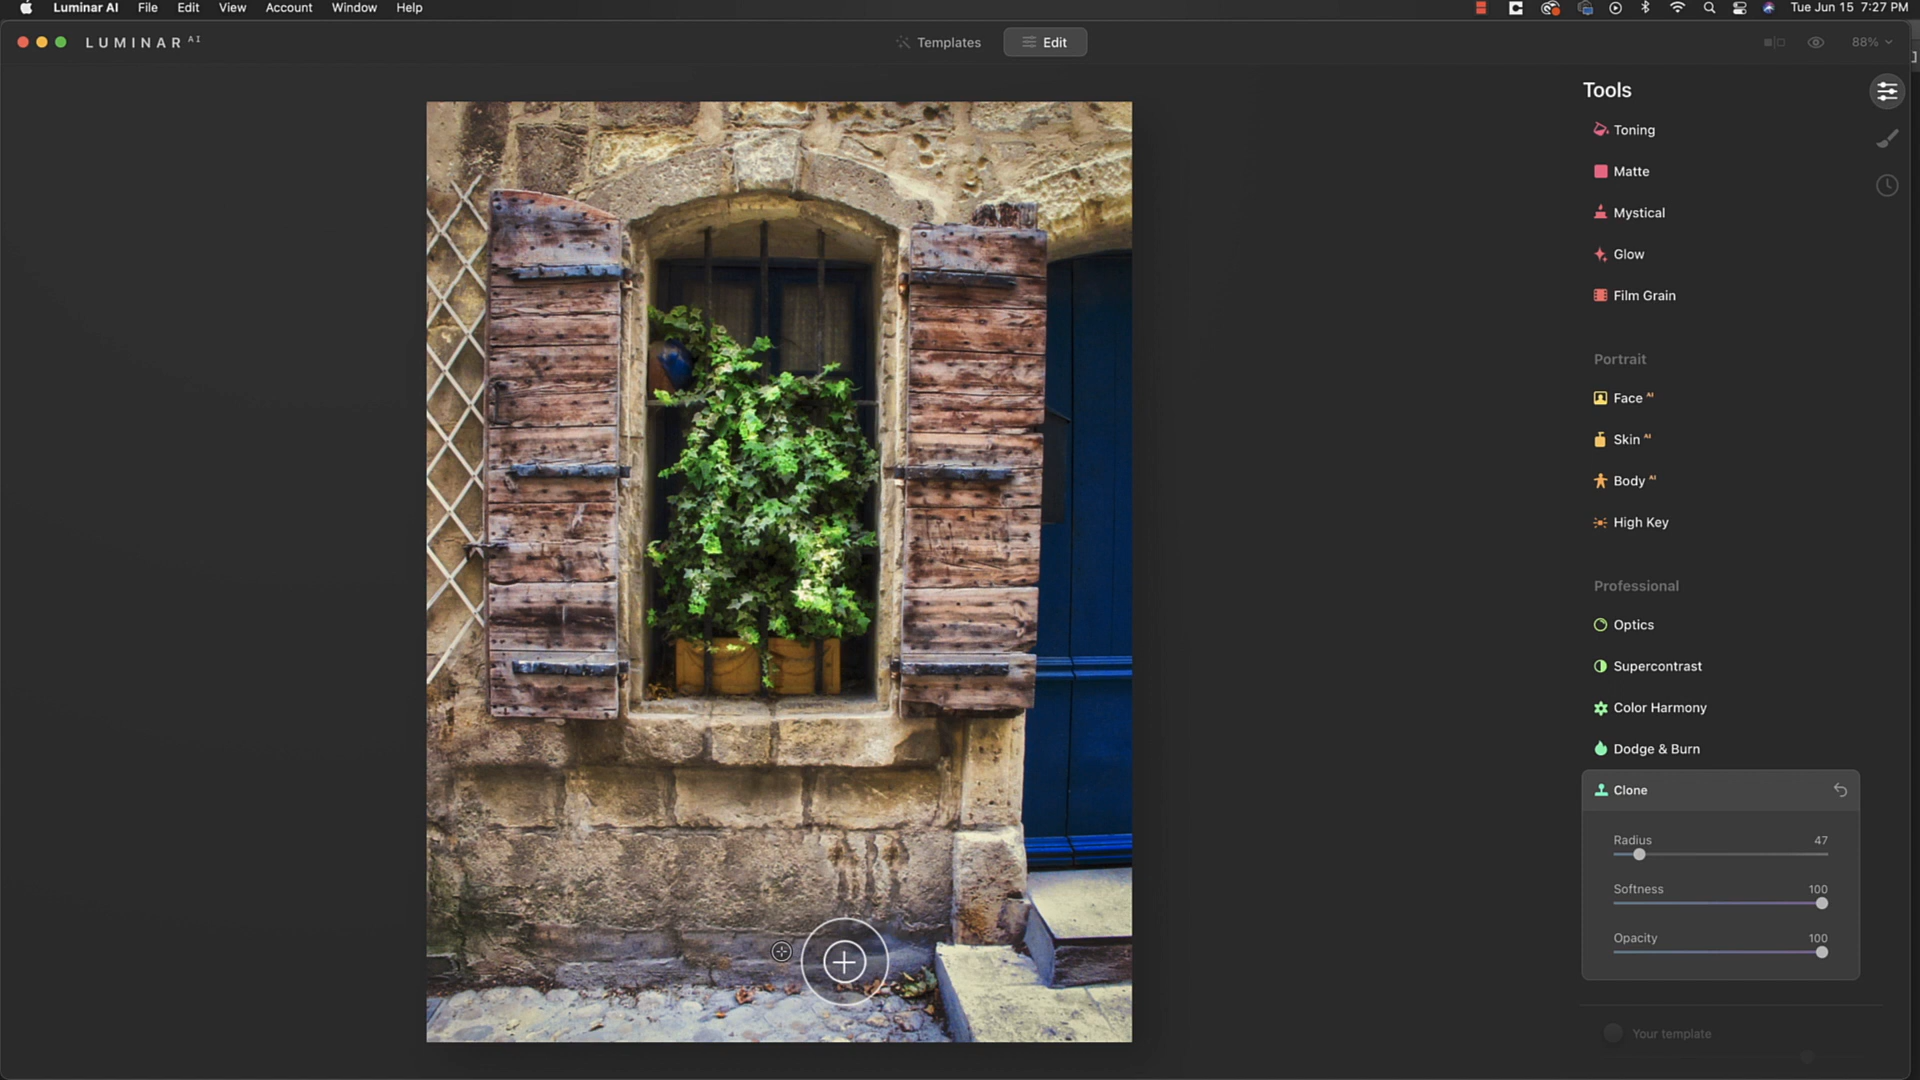 Luminar AI File Edit View Account Window Help Tue Jun 15 7:27 PM
LUMINAR AI Templates Edit 88%
Tools
Toning
Matte
Mystical
Glow
Film Grain
Portrait
Face AI
Skin AI
Body AI
High Key
Professional
Optics
Supercontrast
Color Harmony
Dodge & Burn
Clone
Radius 47
Softness 100
Opacity 100
Your template